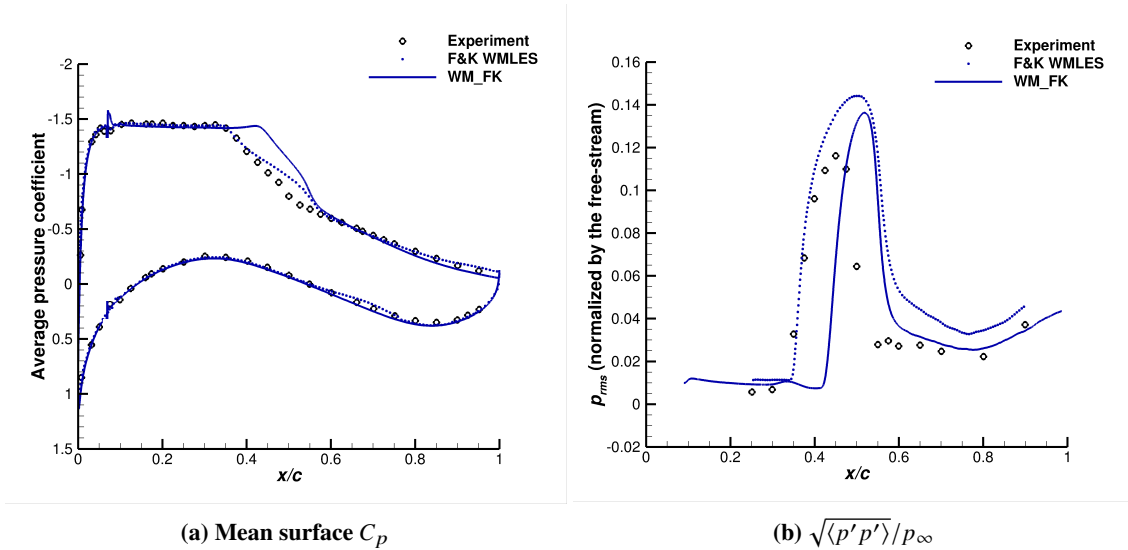 Experiment
F&K WMLES
WM_FK
-2
-1.5
-1
-0.5
0
0.5
1
1.5
Average pressure coefficient
0 0.2 0.4 0.6 0.8 1
x/c
(a) Mean surface C_p
Experiment
F&K WMLES
WM_FK
0.16
0.14
0.12
0.1
0.08
0.06
0.04
0.02
0
-0.02
p_rms (normalized by the free-stream)
0 0.2 0.4 0.6 0.8 1
x/c
(b) √⟨p′p′⟩/p∞